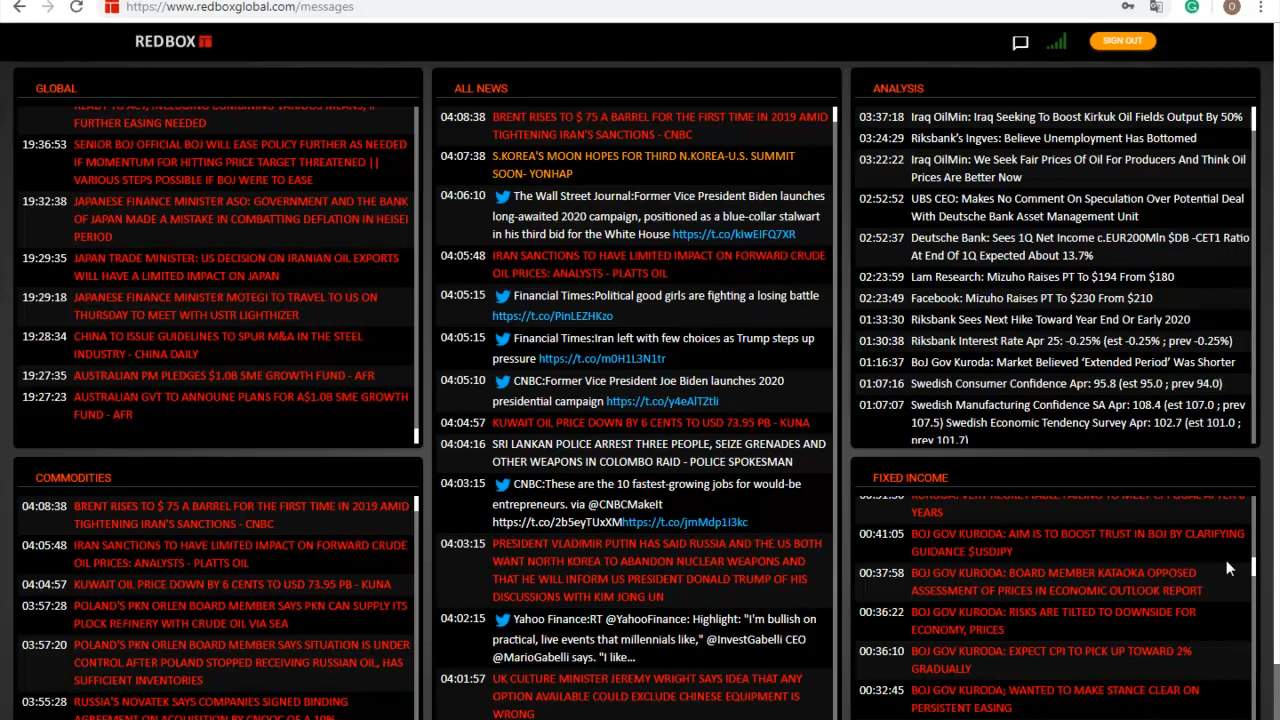 https://www.redboxglobal.com/messages
REDBOX
SIGN OUT
GLOBAL
READY TO ACT, INCLUDING COMBINING VARIOUS MEANS, IF
FURTHER EASING NEEDED
19:36:53 SENIOR BOJ OFFICIAL BOJ WILL EASE POLICY FURTHER AS NEEDED
IF MOMENTUM FOR HITTING PRICE TARGET THREATENED ||
VARIOUS STEPS POSSIBLE IF BOJ WERE TO EASE
19:32:38 JAPANESE FINANCE MINISTER ASO: GOVERNMENT AND THE BANK
OF JAPAN MADE A MISTAKE IN COMBATTING DEFLATION IN HEISEI
PERIOD
19:29:35 JAPAN TRADE MINISTER: US DECISION ON IRANIAN OIL EXPORTS
WILL HAVE A LIMITED IMPACT ON JAPAN
19:29:18 JAPANESE FINANCE MINISTER MOTEGI TO TRAVEL TO US ON
THURSDAY TO MEET WITH USTR LIGHTHIZER
19:28:34 CHINA TO ISSUE GUIDELINES TO SPUR M&A IN THE STEEL
INDUSTRY - CHINA DAILY
19:27:35 AUSTRALIAN PM PLEDGES $1.0B SME GROWTH FUND - AFR
19:27:23 AUSTRALIAN GVT TO ANNOUNE PLANS FOR A$1.0B SME GROWTH
FUND - AFR
COMMODITIES
04:08:38 BRENT RISES TO $ 75 A BARREL FOR THE FIRST TIME IN 2019 AMID
TIGHTENING IRAN'S SANCTIONS - CNBC
04:05:48 IRAN SANCTIONS TO HAVE LIMITED IMPACT ON FORWARD CRUDE
OIL PRICES: ANALYSTS - PLATTS OIL
04:04:57 KUWAIT OIL PRICE DOWN BY 6 CENTS TO USD 73.95 PB - KUNA
03:57:28 POLAND'S PKN ORLEN BOARD MEMBER SAYS PKN CAN SUPPLY ITS
PLOCK REFINERY WITH CRUDE OIL VIA SEA
03:57:20 POLAND'S PKN ORLEN BOARD MEMBER SAYS SITUATION IS UNDER
CONTROL AFTER POLAND STOPPED RECEIVING RUSSIAN OIL, HAS
SUFFICIENT INVENTORIES
03:55:28 RUSSIA'S NOVATEK SAYS COMPANIES SIGNED BINDING
AGREEMENT ON ACQUISITION BY CNOOC OF A 10%
ALL NEWS
04:08:38 BRENT RISES TO $ 75 A BARREL FOR THE FIRST TIME IN 2019 AMID
TIGHTENING IRAN'S SANCTIONS - CNBC
04:07:38 S.KOREA'S MOON HOPES FOR THIRD N.KOREA-U.S. SUMMIT
SOON- YONHAP
04:06:10 The Wall Street Journal:Former Vice President Biden launches
long-awaited 2020 campaign, positioned as a blue-collar stalwart
in his third bid for the White House https://t.co/kIwEIFQ7XR
04:05:48 IRAN SANCTIONS TO HAVE LIMITED IMPACT ON FORWARD CRUDE
OIL PRICES: ANALYSTS - PLATTS OIL
04:05:15 Financial Times:Political good girls are fighting a losing battle
https://t.co/PinLEZHKzo
04:05:15 Financial Times:Iran left with few choices as Trump steps up
pressure https://t.co/m0H1L3N1tr
04:05:10 CNBC:Former Vice President Joe Biden launches 2020
presidential campaign https://t.co/y4eAlTZtli
04:04:57 KUWAIT OIL PRICE DOWN BY 6 CENTS TO USD 73.95 PB - KUNA
04:04:16 SRI LANKAN POLICE ARREST THREE PEOPLE, SEIZE GRENADES AND
OTHER WEAPONS IN COLOMBO RAID - POLICE SPOKESMAN
04:03:15 CNBC:These are the 10 fastest-growing jobs for would-be
entrepreneurs. via @CNBCMakeIt
https://t.co/2b5eyTUxXMhttps://t.co/jmMdp1I3kc
04:03:15 PRESIDENT VLADIMIR PUTIN HAS SAID RUSSIA AND THE US BOTH
WANT NORTH KOREA TO ABANDON NUCLEAR WEAPONS AND
THAT HE WILL INFORM US PRESIDENT DONALD TRUMP OF HIS
DISCUSSIONS WITH KIM JONG UN
04:02:15 Yahoo Finance:RT @YahooFinance: Highlight: "I'm bullish on
practical, live events that millennials like," @InvestGabelli CEO
@MarioGabelli says. "I like...
04:01:57 UK CULTURE MINISTER JEREMY WRIGHT SAYS IDEA THAT ANY
OPTION AVAILABLE COULD EXCLUDE CHINESE EQUIPMENT IS
WRONG
ANALYSIS
03:37:18 Iraq OilMin: Iraq Seeking To Boost Kirkuk Oil Fields Output By 50%
03:24:29 Riksbank's Ingves: Believe Unemployment Has Bottomed
03:22:22 Iraq OilMin: We Seek Fair Prices Of Oil For Producers And Think Oil
Prices Are Better Now
02:52:52 UBS CEO: Makes No Comment On Speculation Over Potential Deal
With Deutsche Bank Asset Management Unit
02:52:37 Deutsche Bank: Sees 1Q Net Income c.EUR200Mln $DB -CET1 Ratio
At End Of 1Q Expected About 13.7%
02:23:59 Lam Research: Mizuho Raises PT To $194 From $180
02:23:49 Facebook: Mizuho Raises PT To $230 From $210
01:33:30 Riksbank Sees Next Hike Toward Year End Or Early 2020
01:30:38 Riksbank Interest Rate Apr 25: -0.25% (est -0.25% ; prev -0.25%)
01:16:37 BoJ Gov Kuroda: Market Believed 'Extended Period' Was Shorter
01:07:16 Swedish Consumer Confidence Apr: 95.8 (est 95.0 ; prev 94.0)
01:07:07 Swedish Manufacturing Confidence SA Apr: 108.4 (est 107.0 ; prev
107.5) Swedish Economic Tendency Survey Apr: 102.7 (est 101.0 ;
prev 101.7)
FIXED INCOME
00:51:50 KURODA: VERY REGRETTABLE FAILING TO MEET CPI GOAL AFTER 6
YEARS
00:41:05 BOJ GOV KURODA: AIM IS TO BOOST TRUST IN BOJ BY CLARIFYING
GUIDANCE $USDJPY
00:37:58 BOJ GOV KURODA: BOARD MEMBER KATAOKA OPPOSED
ASSESSMENT OF PRICES IN ECONOMIC OUTLOOK REPORT
00:36:22 BOJ GOV KURODA: RISKS ARE TILTED TO DOWNSIDE FOR
ECONOMY, PRICES
00:36:10 BOJ GOV KURODA: EXPECT CPI TO PICK UP TOWARD 2%
GRADUALLY
00:32:45 BOJ GOV KURODA; WANTED TO MAKE STANCE CLEAR ON
PERSISTENT EASING